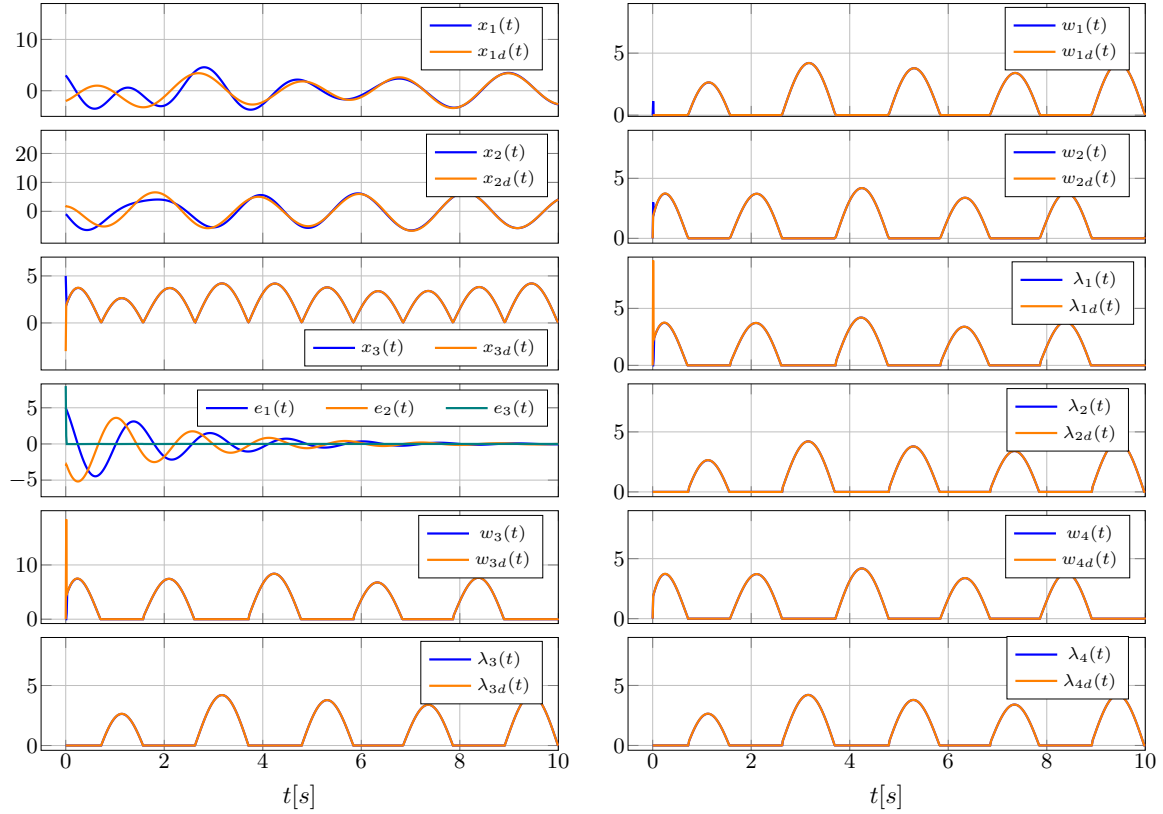 10
0
x₁(t)
x₁d(t)
20
10
0
x₂(t)
x₂d(t)
5
0
x₃(t) x₃d(t)
5
0
−5
e₁(t) e₂(t) e₃(t)
10
0
w₃(t)
w₃d(t)
5
0
λ₃(t)
λ₃d(t)
0 2 4 6 8 10
t[s]
5
0
w₁(t)
w₁d(t)
5
0
w₂(t)
w₂d(t)
5
0
λ₁(t)
λ₁d(t)
5
0
λ₂(t)
λ₂d(t)
5
0
w₄(t)
w₄d(t)
5
0
λ₄(t)
λ₄d(t)
0 2 4 6 8 10
t[s]